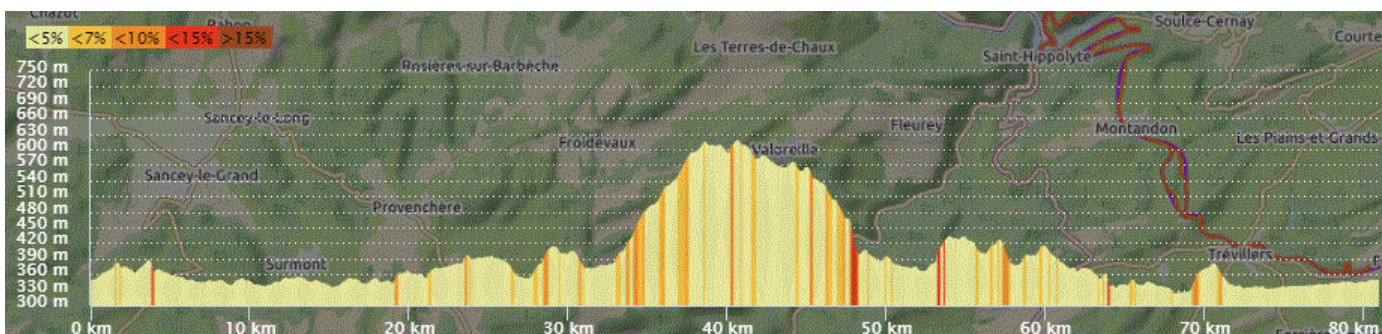 Chazot
Rahon
<5% <7% <10% <15% >15%
Soulce-Cernay
Les Terres-de-Chaux
Saint-Hippolyte
Courte
Rosières-sur-Barbèche
750 m
720 m
690 m
660 m
630 m
600 m
570 m
540 m
510 m
480 m
450 m
420 m
390 m
360 m
330 m
300 m
Sancey-le-Long
Fleurey
Montandon
Les Plains-et-Grands
Froidevaux
Valoreille
Sancey-le-Grand
Provenchère
Surmont
Trévillers
0 km 10 km 20 km 30 km 40 km 50 km 60 km 70 km 80 km